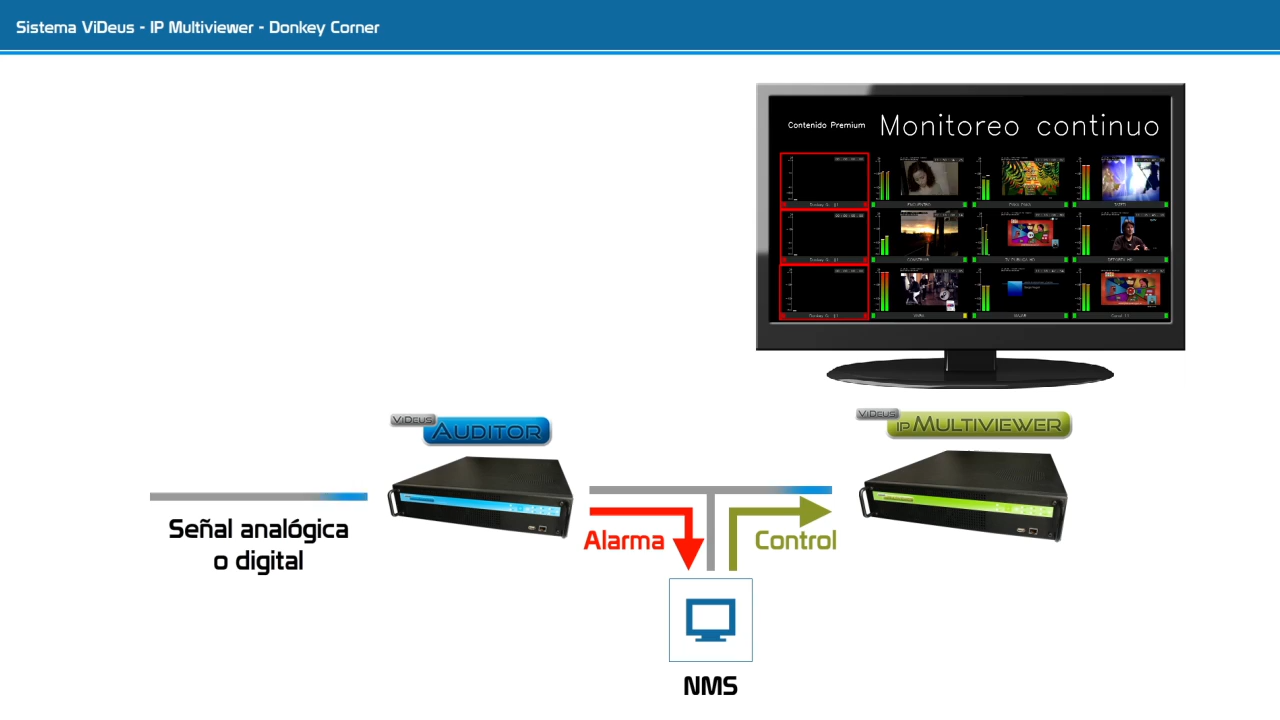 Sistema ViDeus - IP Multiviewer - Donkey Corner
Contenido Premium
Monitoreo continuo
ViDeus
AUDITOR
ViDeus
IP MULTIVIEWER
Señal analógica
o digital
Alarma
Control
NMS